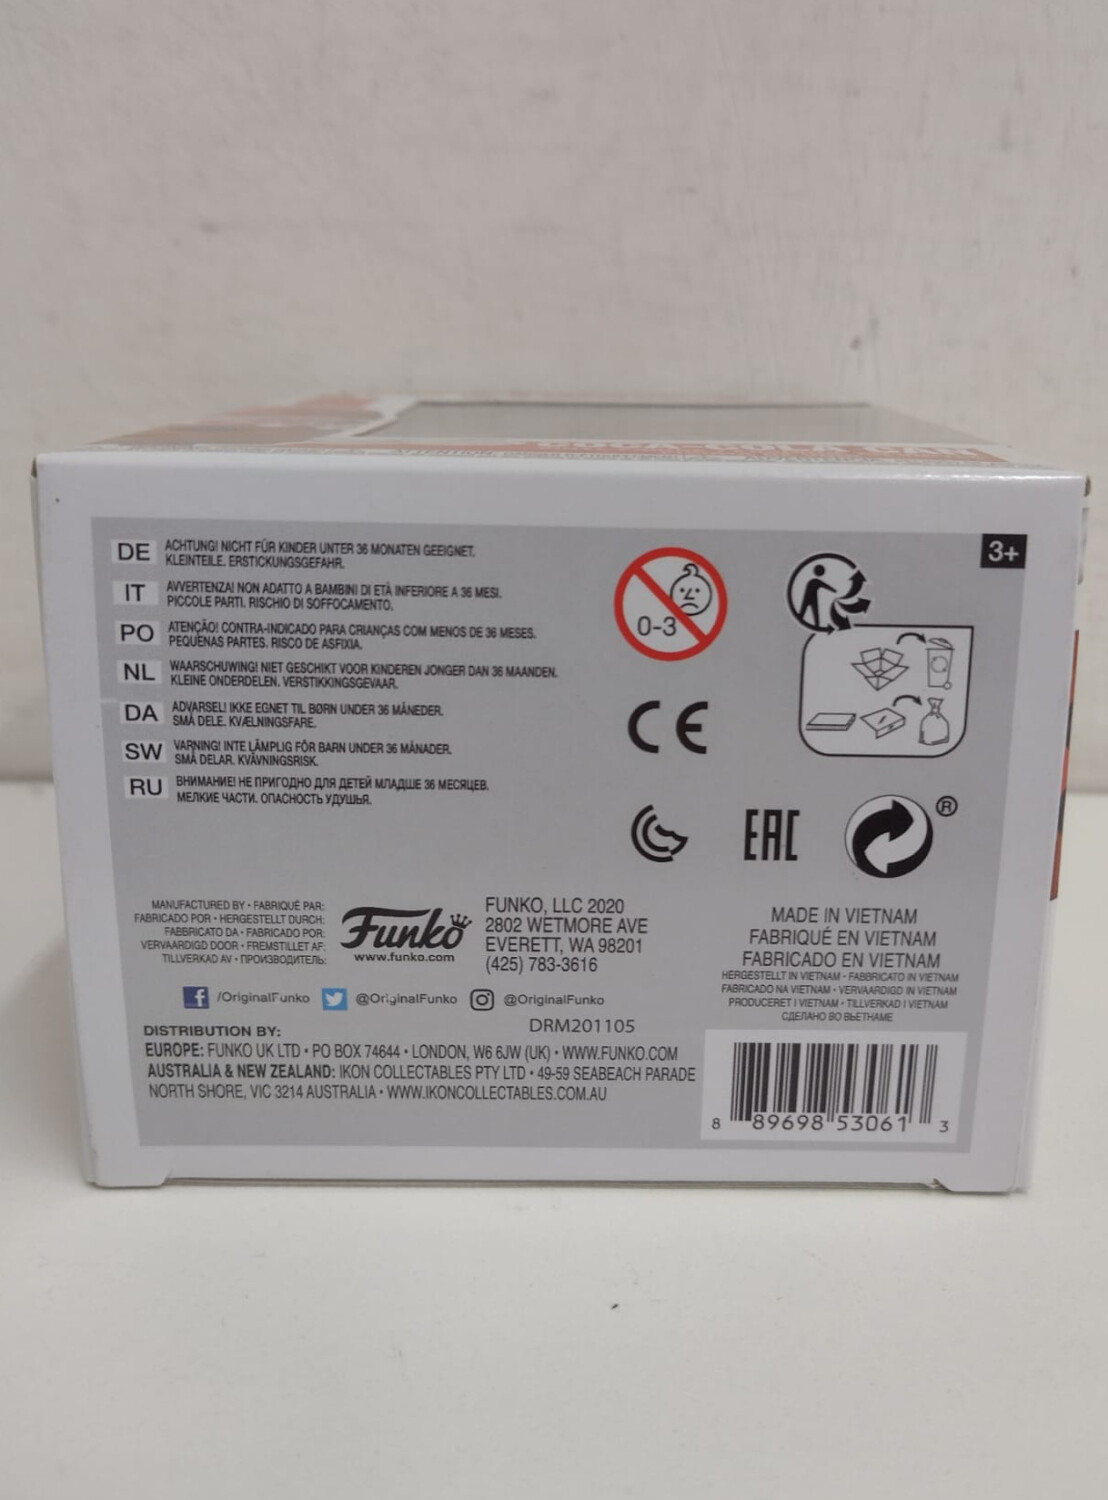 COCA-COLA CAN
DE
ACHTUNG! NICHT FÜR KINDER UNTER 36 MONATEN GEEIGNET.
KLEINTEILE. ERSTICKUNGSGEFAHR.
IT
AVVERTENZA! NON ADATTO A BAMBINI DI ETÀ INFERIORE A 36 MESI.
PICCOLE PARTI. RISCHIO DI SOFFOCAMENTO.
PO
ATENÇÃO! CONTRA-INDICADO PARA CRIANÇAS COM MENOS DE 36 MESES.
PEQUENAS PARTES. RISCO DE ASFIXIA.
NL
WAARSCHUWING! NIET GESCHIKT VOOR KINDEREN JONGER DAN 36 MAANDEN.
KLEINE ONDERDELEN. VERSTIKKINGSGEVAAR.
DA
ADVARSEL! IKKE EGNET TIL BØRN UNDER 36 MÅNEDER.
SMÅ DELE. KVÆLNINGSFARE.
SW
VARNING! INTE LÄMPLIG FÖR BARN UNDER 36 MÅNADER.
SMÅ DELAR. KVÄVNINGSRISK.
RU
ВНИМАНИЕ! НЕ ПРИГОДНО ДЛЯ ДЕТЕЙ МЛАДШЕ 36 МЕСЯЦЕВ.
МЕЛКИЕ ЧАСТИ. ОПАСНОСТЬ УДУШЬЯ.
0-3
3+
CE
EAC
®
MANUFACTURED BY • FABRIQUÉ PAR:
FABRICADO POR • HERGESTELLT DURCH:
FABBRICATO DA • FABRICADO POR:
VERVAARDIGD DOOR • FREMSTILLET AF:
TILLVERKAD AV • ПРОИЗВОДИТЕЛЬ:
Funko
www.funko.com
FUNKO, LLC 2020
2802 WETMORE AVE
EVERETT, WA 98201
(425) 783-3616
/OriginalFunko @OriginalFunko @OriginalFunko
DRM201105
DISTRIBUTION BY:
EUROPE: FUNKO UK LTD • PO BOX 74644 • LONDON, W6 6JW (UK) • WWW.FUNKO.COM
AUSTRALIA & NEW ZEALAND: IKON COLLECTABLES PTY LTD • 49-59 SEABEACH PARADE
NORTH SHORE, VIC 3214 AUSTRALIA • WWW.IKONCOLLECTABLES.COM.AU
MADE IN VIETNAM
FABRIQUÉ EN VIETNAM
FABRICADO EN VIETNAM
HERGESTELLT IN VIETNAM • FABBRICATO IN VIETNAM
FABRICADO NA VIETNAM • VERVAARDIGD IN VIETNAM
PRODUCERET I VIETNAM • TILLVERKAD I VIETNAM
СДЕЛАНО ВО ВЬЕТНАМЕ
8 89698 53061 3